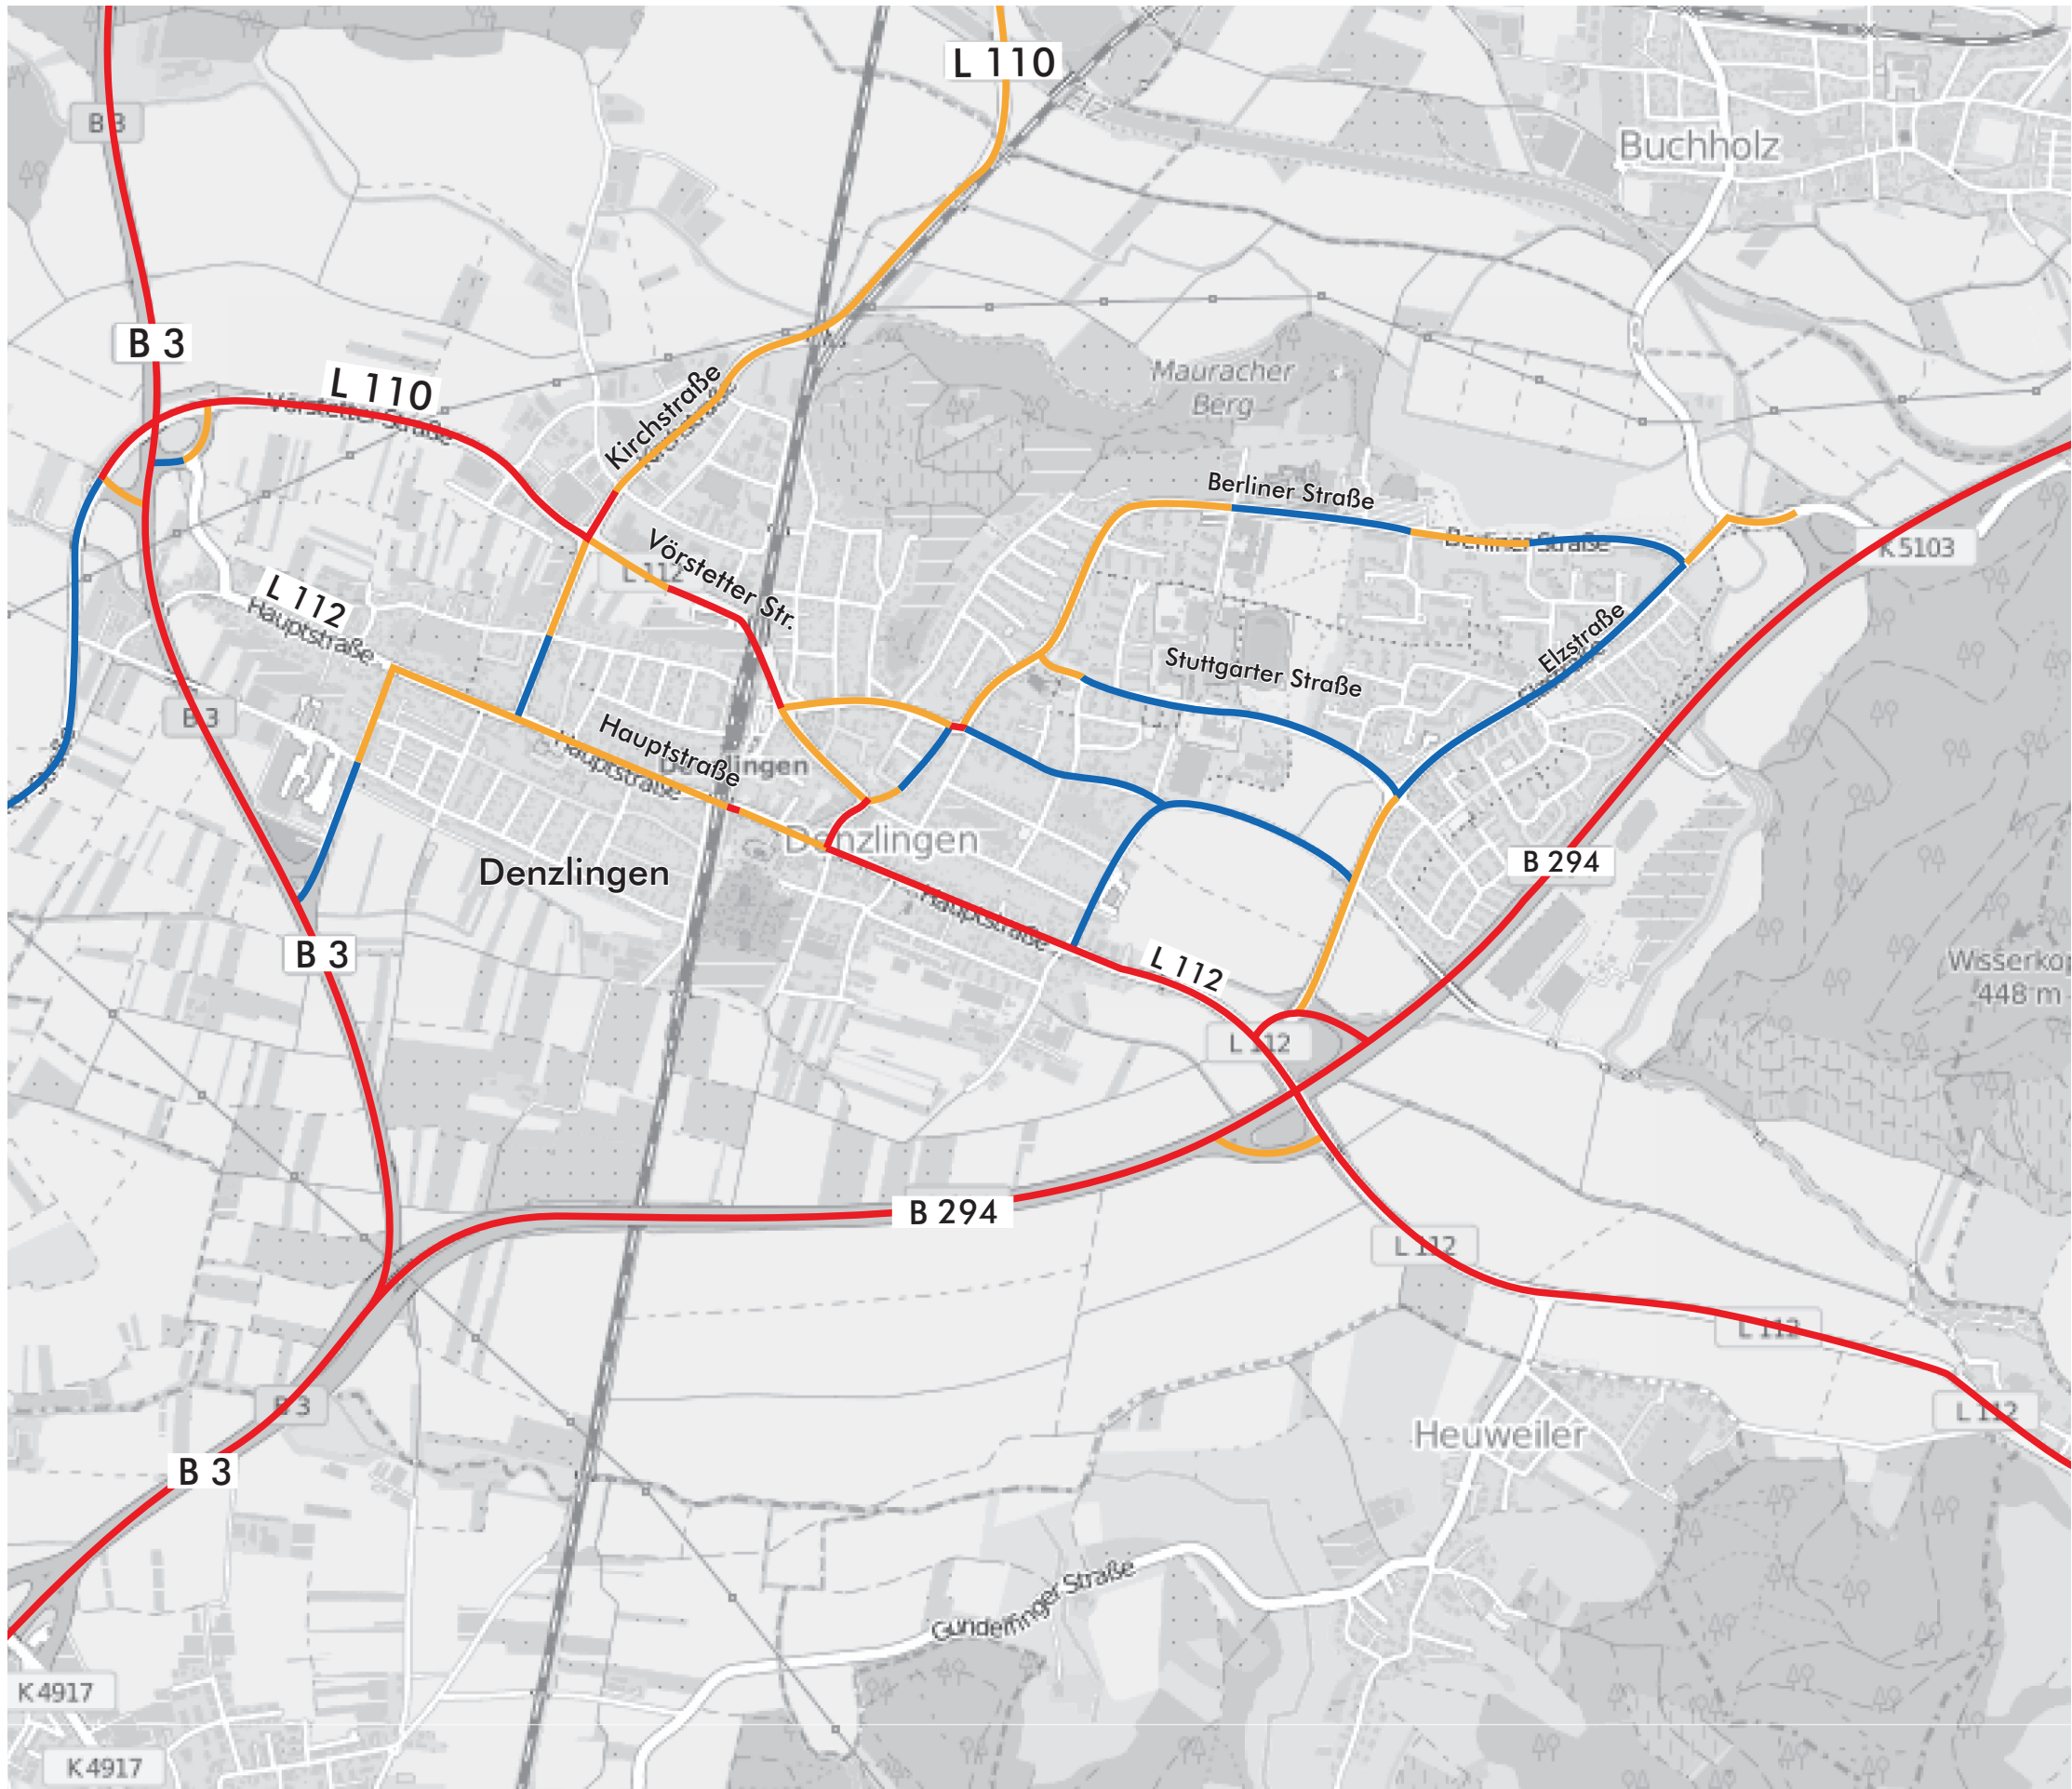 L 110
Elz
B 3
Buchholz
B 3
Mauracher
Berg
L 110
Vörstetter Straße
Kirchstraße
Berliner Straße
Berliner Straße
K 5103
Vörstetter Str.
L 112
L 112
Hauptstraße
Elzstraße
Stuttgarter Straße
B 3
Hauptstraße
Hauptstraße
Denzlingen
Denzlingen
Denzlingen
B 294
Hauptstraße
B 3
L 112
Wisserkop
448 m
L 112
B 294
L 112
L 112
B 3
L 112
Heuweiler
B 3
Gundelfinger Straße
K 4917
K 4917